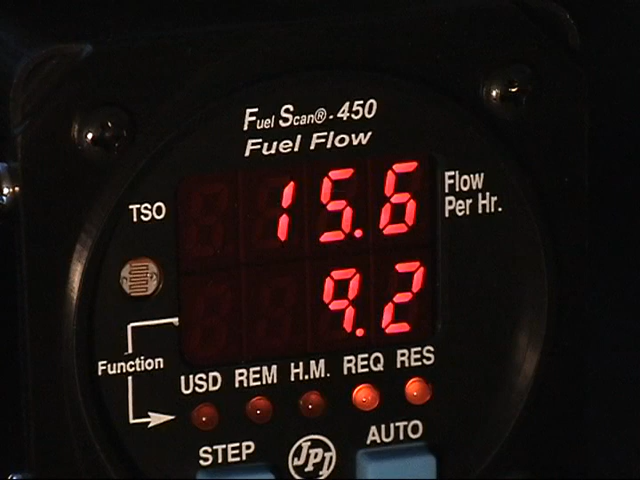 Fuel Scan®-450
Fuel Flow
TSO
15.6
Flow
Per Hr.
9.2
Function
USD REM H.M. REQ RES
STEP
JPI
AUTO